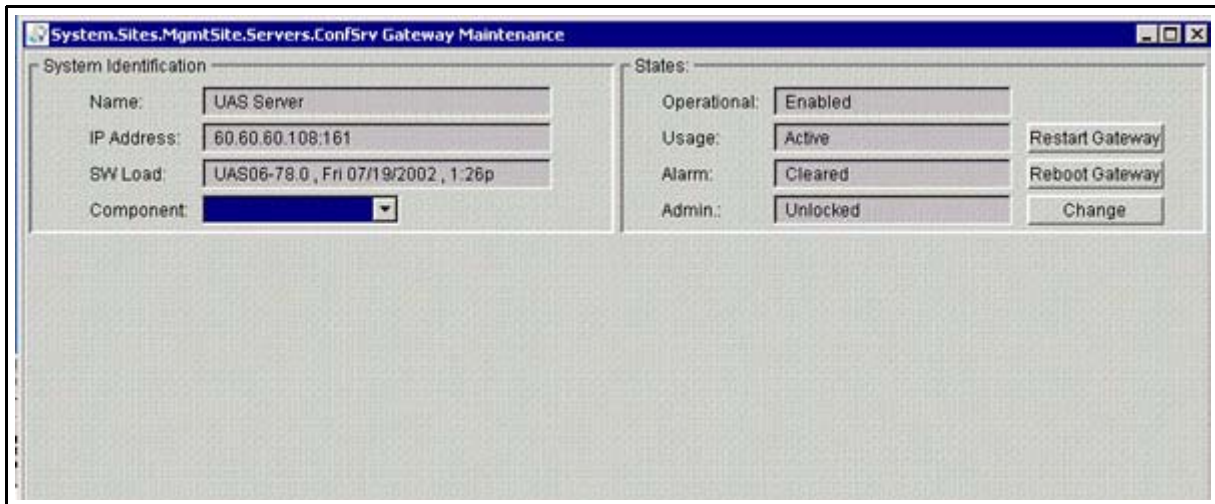 System.Sites.MgmtSite.Servers.ConfSrv Gateway Maintenance
System Identification
Name: UAS Server
IP Address: 60.60.60.108:161
SW Load: UAS06-78.0 , Fri 07/19/2002 , 1:26p
Component:
States:
Operational: Enabled
Usage: Active Restart Gateway
Alarm: Cleared Reboot Gateway
Admin.: Unlocked Change